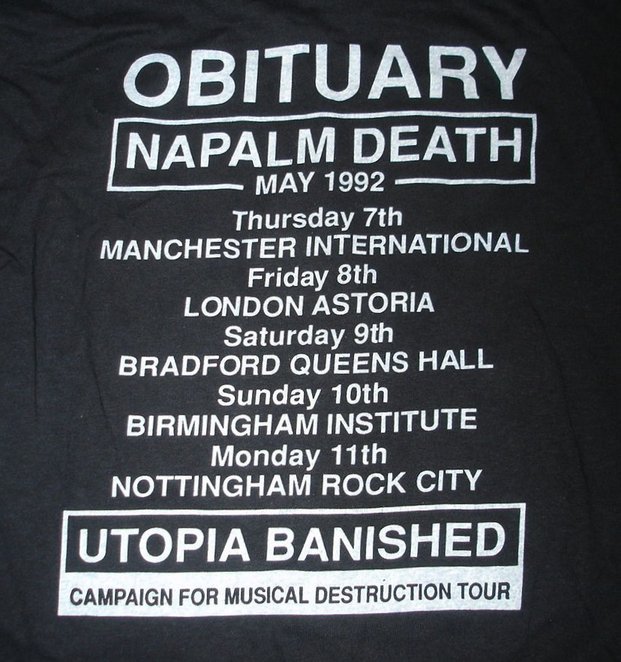 OBITUARY
NAPALM DEATH
MAY 1992
Thursday 7th
MANCHESTER INTERNATIONAL
Friday 8th
LONDON ASTORIA
Saturday 9th
BRADFORD QUEENS HALL
Sunday 10th
BIRMINGHAM INSTITUTE
Monday 11th
NOTTINGHAM ROCK CITY
UTOPIA BANISHED
CAMPAIGN FOR MUSICAL DESTRUCTION TOUR